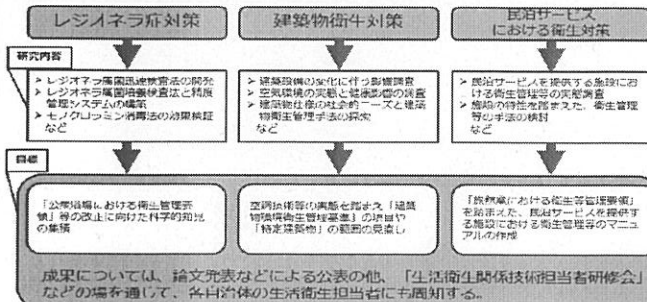 レジオネラ症対策
建築物衛生対策
民泊サービス
における衛生対策
研究内容
➢ レジオネラ属菌迅速検査法の開発
➢ レジオネラ属菌培養検査法と精度
管理システムの構築
➢ モノクロラミン消毒法の効果検証
など
➢ 建築設備の変化に伴う影響調査
➢ 空気環境の実態と健康影響の調査
➢ 建築物仕様の社会的ニーズと建築
物衛生管理手法の探索
など
➢ 民泊サービスを提供する施設にお
ける衛生管理等の実態調査
➢ 施設の特性を踏まえた、衛生管理
等の手法の検討
など
目標
「公衆浴場における衛生管理要
領」等の改正に向けた科学的知見
の集積
空調技術等の実態を踏まえ「建築
物環境衛生管理基準」の項目や
「特定建築物」の範囲の見直し
「旅館業における衛生等管理要領」
を踏まえた、民泊サービスを提供す
る施設における衛生管理等のマニュ
アルの作成
成果については、論文発表などによる公表の他、「生活衛生関係技術担当者研修会」
などの場を通じて、各自治体の生活衛生担当者にも周知する。